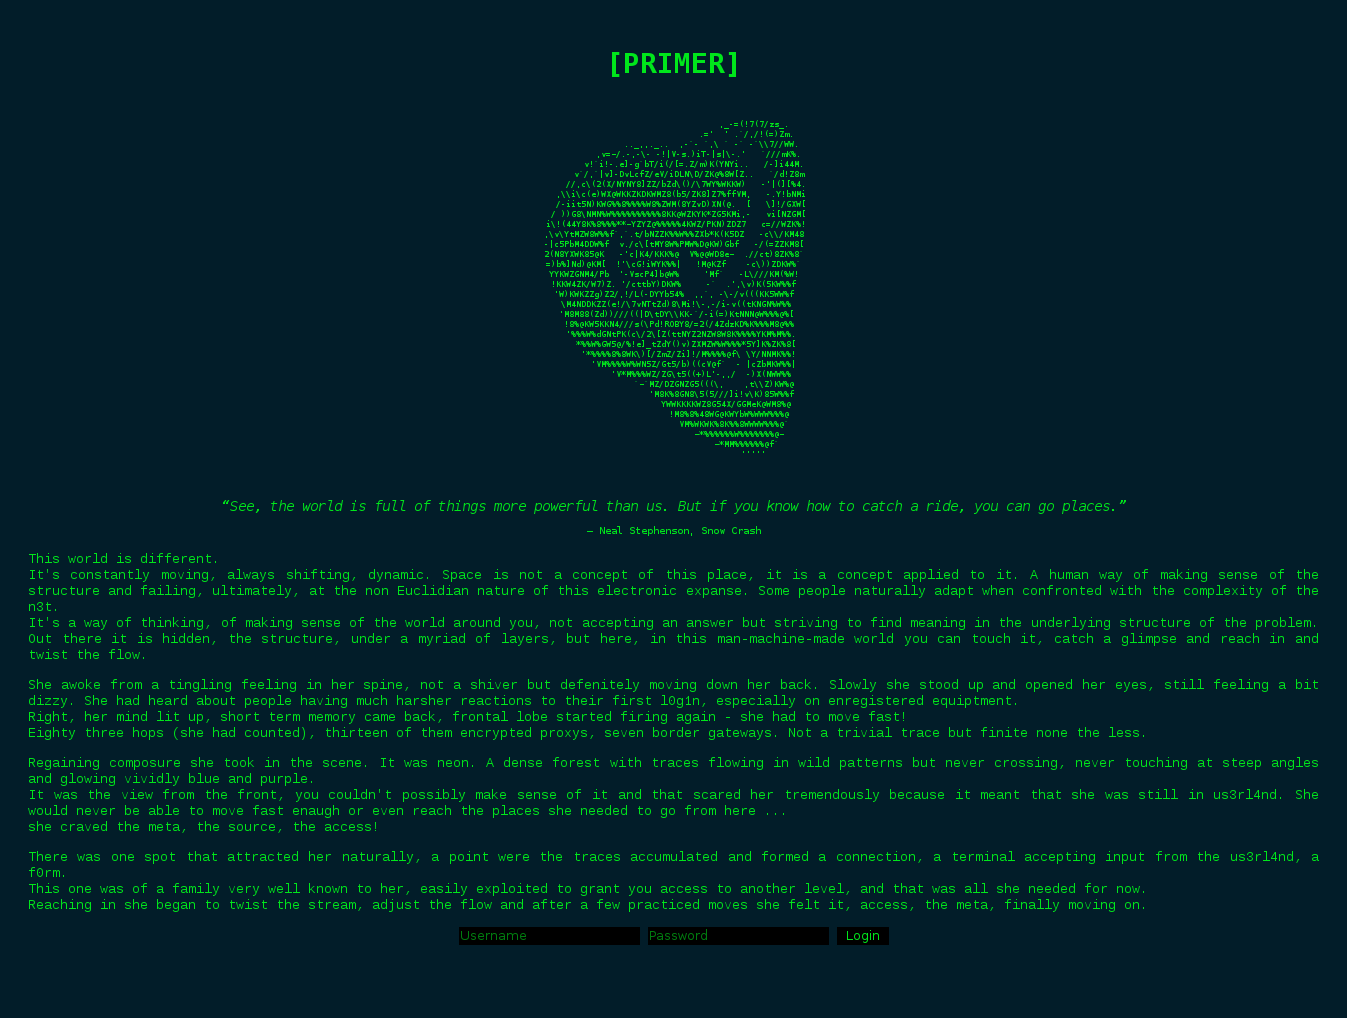 [PRIMER]
“See, the world is full of things more powerful than us. But if you know how to catch a ride, you can go places.”
— Neal Stephenson, Snow Crash
This world is different.
It's constantly moving, always shifting, dynamic. Space is not a concept of this place, it is a concept applied to it. A human way of making sense of the
structure and failing, ultimately, at the non Euclidian nature of this electronic expanse. Some people naturally adapt when confronted with the complexity of the
n3t.
It's a way of thinking, of making sense of the world around you, not accepting an answer but striving to find meaning in the underlying structure of the problem.
Out there it is hidden, the structure, under a myriad of layers, but here, in this man-machine-made world you can touch it, catch a glimpse and reach in and
twist the flow.
She awoke from a tingling feeling in her spine, not a shiver but defenitely moving down her back. Slowly she stood up and opened her eyes, still feeling a bit
dizzy. She had heard about people having much harsher reactions to their first l0g1n, especially on enregistered equiptment.
Right, her mind lit up, short term memory came back, frontal lobe started firing again - she had to move fast!
Eighty three hops (she had counted), thirteen of them encrypted proxys, seven border gateways. Not a trivial trace but finite none the less.
Regaining composure she took in the scene. It was neon. A dense forest with traces flowing in wild patterns but never crossing, never touching at steep angles
and glowing vividly blue and purple.
It was the view from the front, you couldn't possibly make sense of it and that scared her tremendously because it meant that she was still in us3rl4nd. She
would never be able to move fast enaugh or even reach the places she needed to go from here ...
she craved the meta, the source, the access!
There was one spot that attracted her naturally, a point were the traces accumulated and formed a connection, a terminal accepting input from the us3rl4nd, a
f0rm.
This one was of a family very well known to her, easily exploited to grant you access to another level, and that was all she needed for now.
Reaching in she began to twist the stream, adjust the flow and after a few practiced moves she felt it, access, the meta, finally moving on.
Username Password Login